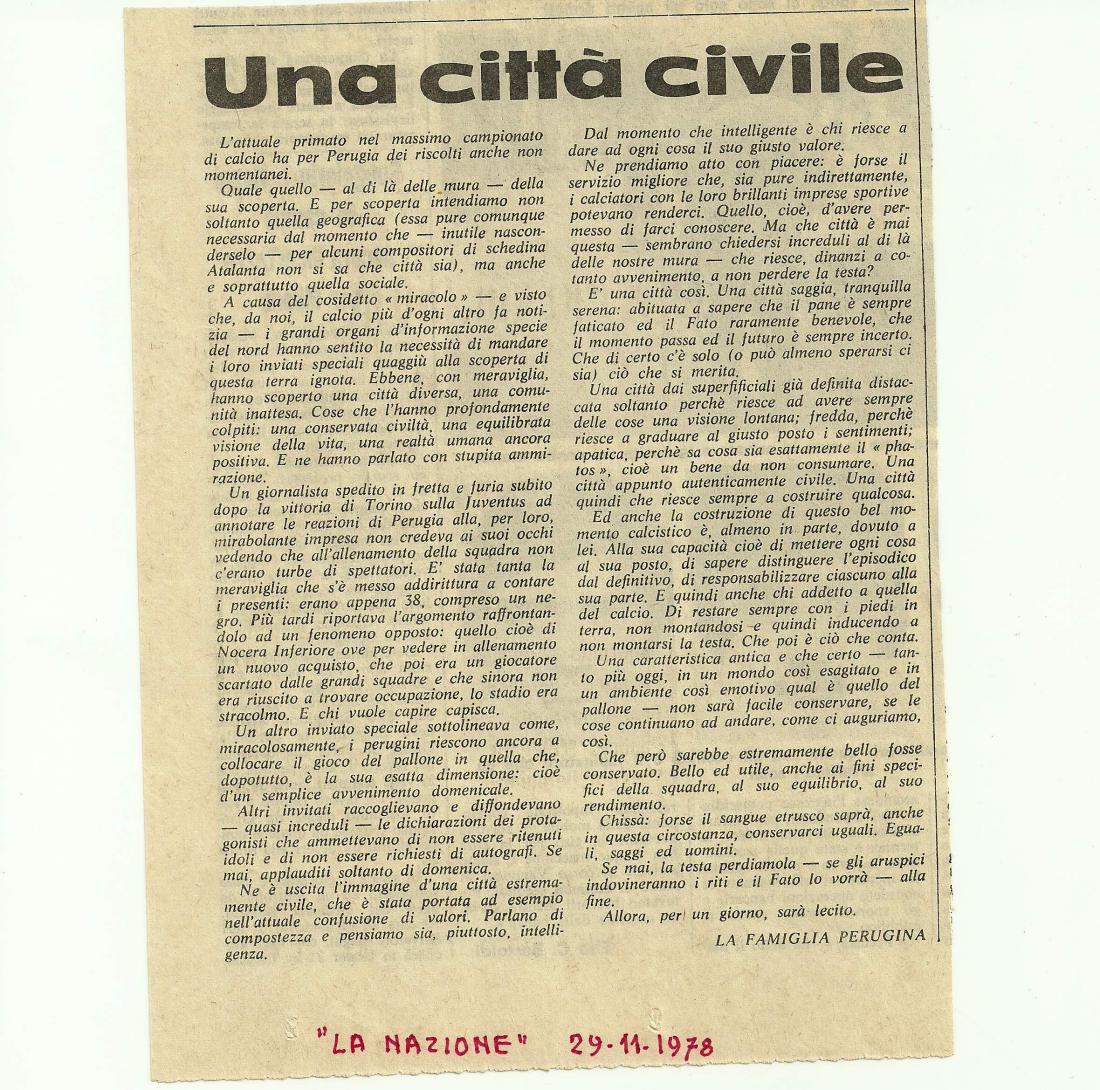 Una città civile
L'attuale primato nel massimo campionato
di calcio ha per Perugia dei riscolti anche non
momentanei.
Quale quello — al di là delle mura — della
sua scoperta. E per scoperta intendiamo non
soltanto quella geografica (essa pure comunque
necessaria dal momento che — inutile nascon-
derselo — per alcuni compositori di schedina
Atalanta non si sa che città sia), ma anche
e soprattutto quella sociale.
A causa del cosidetto « miracolo » — e visto
che, da noi, il calcio più d'ogni altro fa noti-
zia — i grandi organi d'informazione specie
del nord hanno sentito la necessità di mandare
i loro inviati speciali quaggiù alla scoperta di
questa terra ignota. Ebbene, con meraviglia,
hanno scoperto una città diversa, una comu-
nità inattesa. Cose che l'hanno profondamente
colpiti: una conservata civiltà, una equilibrata
visione della vita, una realtà umana ancora
positiva. E ne hanno parlato con stupita ammi-
razione.
Un giornalista spedito in fretta e furia subito
dopo la vittoria di Torino sulla Juventus ad
annotare le reazioni di Perugia alla, per loro,
mirabolante impresa non credeva ai suoi occhi
vedendo che all'allenamento della squadra non
c'erano turbe di spettatori. E' stata tanta la
meraviglia che s'è messo addirittura a contare
i presenti: erano appena 38, compreso un ne-
gro. Più tardi riportava l'argomento raffrontan-
dolo ad un fenomeno opposto: quello cioè di
Nocera Inferiore ove per vedere in allenamento
un nuovo acquisto, che poi era un giocatore
scartato dalle grandi squadre e che sinora non
era riuscito a trovare occupazione, lo stadio era
stracolmo. E chi vuole capire capisca.
Un altro inviato speciale sottolineava come,
miracolosamente, i perugini riescono ancora a
collocare il gioco del pallone in quella che,
dopotutto, è la sua esatta dimensione: cioè
d'un semplice avvenimento domenicale.
Altri invitati raccoglievano e diffondevano
— quasi increduli — le dichiarazioni dei prota-
gonisti che ammettevano di non essere ritenuti
idoli e di non essere richiesti di autografi. Se
mai, applauditi soltanto di domenica.
Ne è uscita l'immagine d'una città estrema-
mente civile, che è stata portata ad esempio
nell'attuale confusione di valori. Parlano di
compostezza e pensiamo sia, piuttosto, intelli-
genza.
Dal momento che intelligente è chi riesce a
dare ad ogni cosa il suo giusto valore.
Ne prendiamo atto con piacere: è forse il
servizio migliore che, sia pure indirettamente,
i calciatori con le loro brillanti imprese sportive
potevano renderci. Quello, cioè, d'avere per-
messo di farci conoscere. Ma che città è mai
questa — sembrano chiedersi increduli al di là
delle nostre mura — che riesce, dinanzi a co-
tanto avvenimento, a non perdere la testa?
E' una città così. Una città saggia, tranquilla
serena: abituata a sapere che il pane è sempre
faticato ed il Fato raramente benevole, che
il momento passa ed il futuro è sempre incerto.
Che di certo c'è solo (o può almeno sperarsi ci
sia) ciò che si merita.
Una città dai superfificiali già definita distac-
cata soltanto perchè riesce ad avere sempre
delle cose una visione lontana; fredda, perchè
riesce a graduare al giusto posto i sentimenti;
apatica, perchè sa cosa sia esattamente il « pha-
tos », cioè un bene da non consumare. Una
città appunto autenticamente civile. Una città
quindi che riesce sempre a costruire qualcosa.
Ed anche la costruzione di questo bel mo-
mento calcistico è, almeno in parte, dovuto a
lei. Alla sua capacità cioè di mettere ogni cosa
al sua posto, di sapere distinguere l'episodico
dal definitivo, di responsabilizzare ciascuno alla
sua parte. E quindi anche chi addetto a quella
del calcio. Di restare sempre con i piedi in
terra, non montandosi e quindi inducendo a
non montarsi la testa. Che poi è ciò che conta.
Una caratteristica antica e che certo — tan-
to più oggi, in un mondo così esagitato e in
un ambiente così emotivo qual è quello del
pallone — non sarà facile conservare, se le
cose continuano ad andare, come ci auguriamo,
così.
Che però sarebbe estremamente bello fosse
conservato. Bello ed utile, anche ai fini speci-
fici della squadra, al suo equilibrio, al suo
rendimento.
Chissà: forse il sangue etrusco saprà, anche
in questa circostanza, conservarci uguali. Egua-
li, saggi ed uomini.
Se mai, la testa perdiamola — se gli aruspici
indovineranno i riti e il Fato lo vorrà — alla
fine.
Allora, per un giorno, sarà lecito.
LA FAMIGLIA PERUGINA
"LA NAZIONE" 29-11-1978